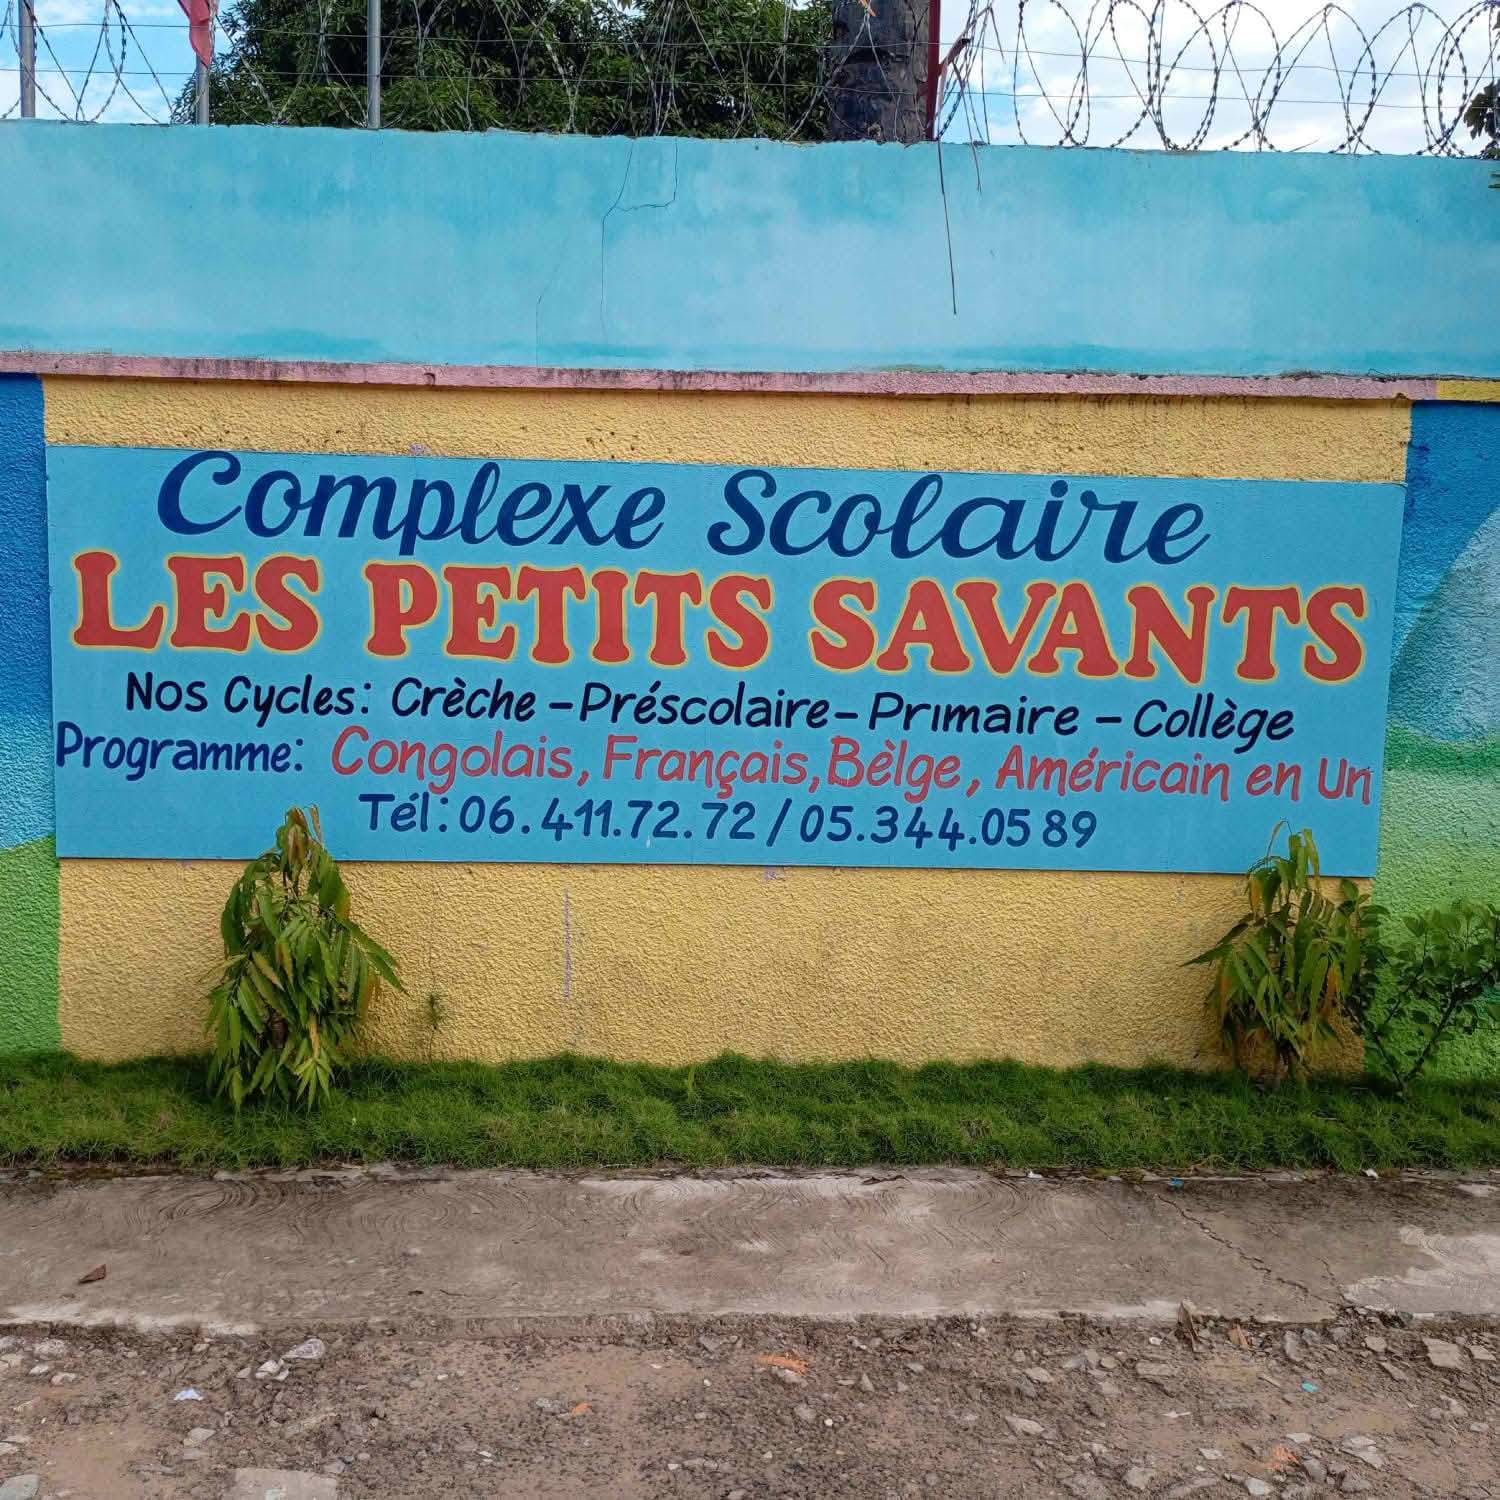 Complexe Scolaire
LES PETITS SAVANTS
Nos Cycles: Crèche - Préscolaire - Primaire - Collège
Programme: Congolais, Français, Bèlge, Américain en Un
Tél: 06.411.72.72 / 05.344.05 89